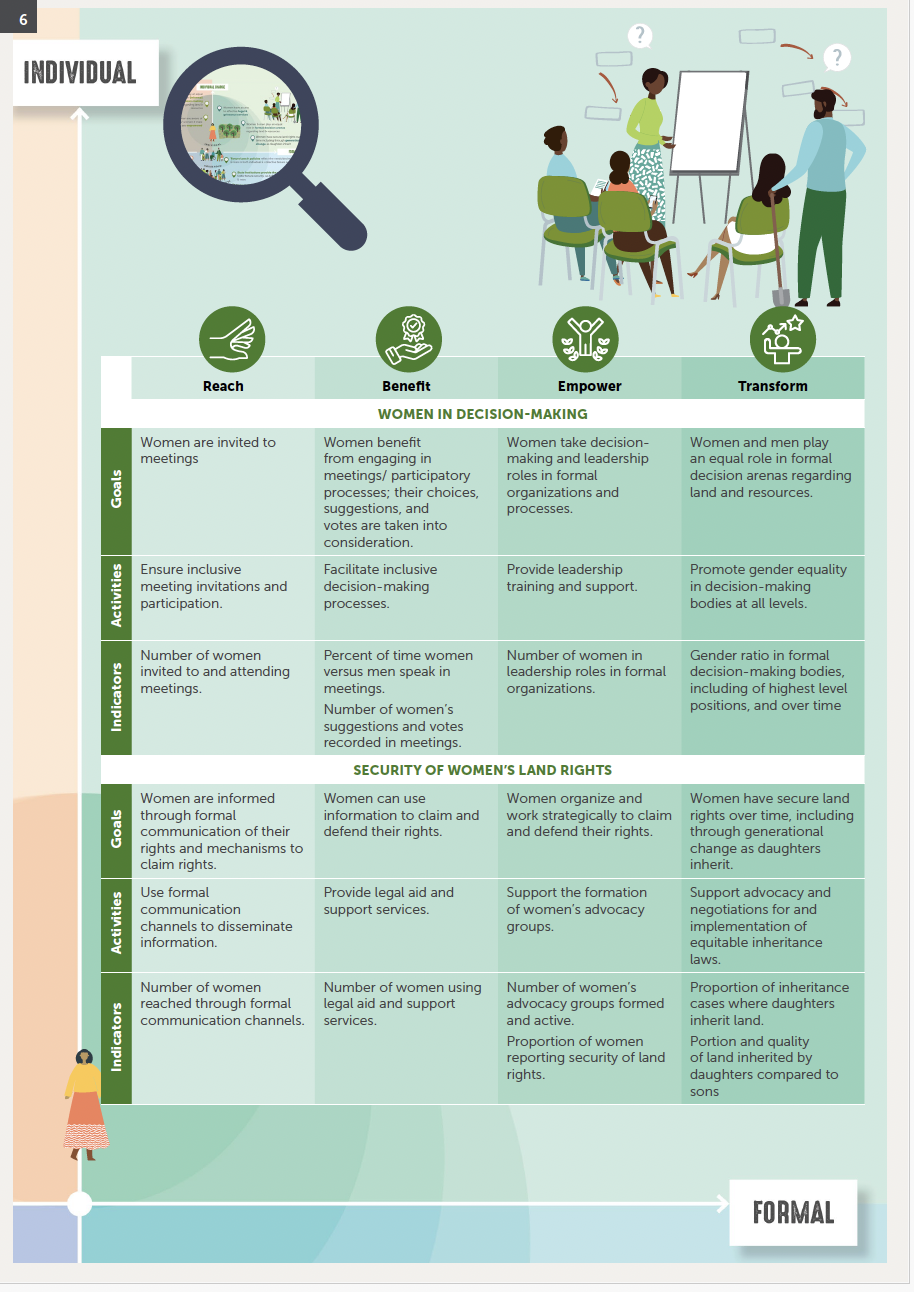 6
INDIVIDUAL
INDIVIDUAL CHANGE
?
?
Reach
Benefit
Empower
Transform
WOMEN IN DECISION-MAKING
Goals
Women are invited to
meetings
Women benefit
from engaging in
meetings/ participatory
processes; their choices,
suggestions, and
votes are taken into
consideration.
Women take decision-
making and leadership
roles in formal
organizations and
processes.
Women and men play
an equal role in formal
decision arenas regarding
land and resources.
Activities
Ensure inclusive
meeting invitations and
participation.
Facilitate inclusive
decision-making
processes.
Provide leadership
training and support.
Promote gender equality
in decision-making
bodies at all levels.
Indicators
Number of women
invited to and attending
meetings.
Percent of time women
versus men speak in
meetings.
Number of women’s
suggestions and votes
recorded in meetings.
Number of women in
leadership roles in formal
organizations.
Gender ratio in formal
decision-making bodies,
including of highest level
positions, and over time
SECURITY OF WOMEN’S LAND RIGHTS
Goals
Women are informed
through formal
communication of their
rights and mechanisms to
claim rights.
Women can use
information to claim and
defend their rights.
Women organize and
work strategically to claim
and defend their rights.
Women have secure land
rights over time, including
through generational
change as daughters
inherit.
Activities
Use formal
communication
channels to disseminate
information.
Provide legal aid and
support services.
Support the formation
of women’s advocacy
groups.
Support advocacy and
negotiations for and
implementation of
equitable inheritance
laws.
Indicators
Number of women
reached through formal
communication channels.
Number of women using
legal aid and support
services.
Number of women’s
advocacy groups formed
and active.
Proportion of women
reporting security of land
rights.
Proportion of inheritance
cases where daughters
inherit land.
Portion and quality
of land inherited by
daughters compared to
sons
FORMAL